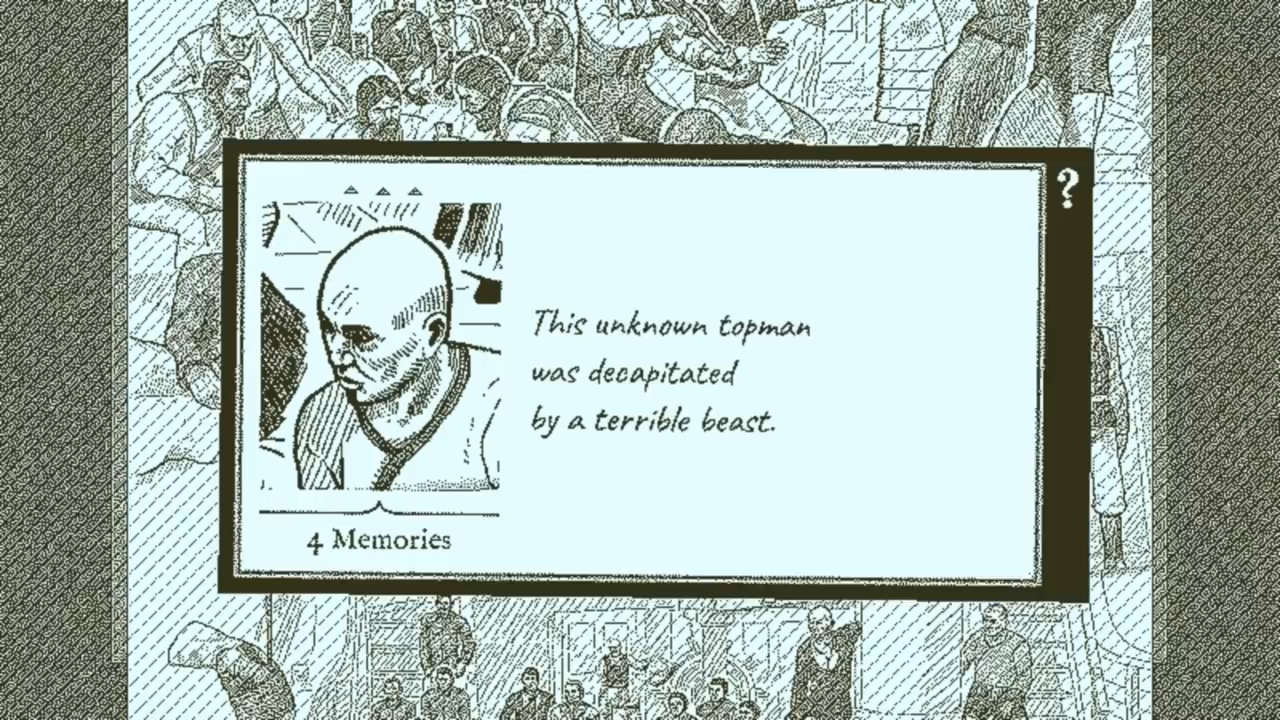 ?
This unknown topman
was decapitated
by a terrible beast.
4 Memories